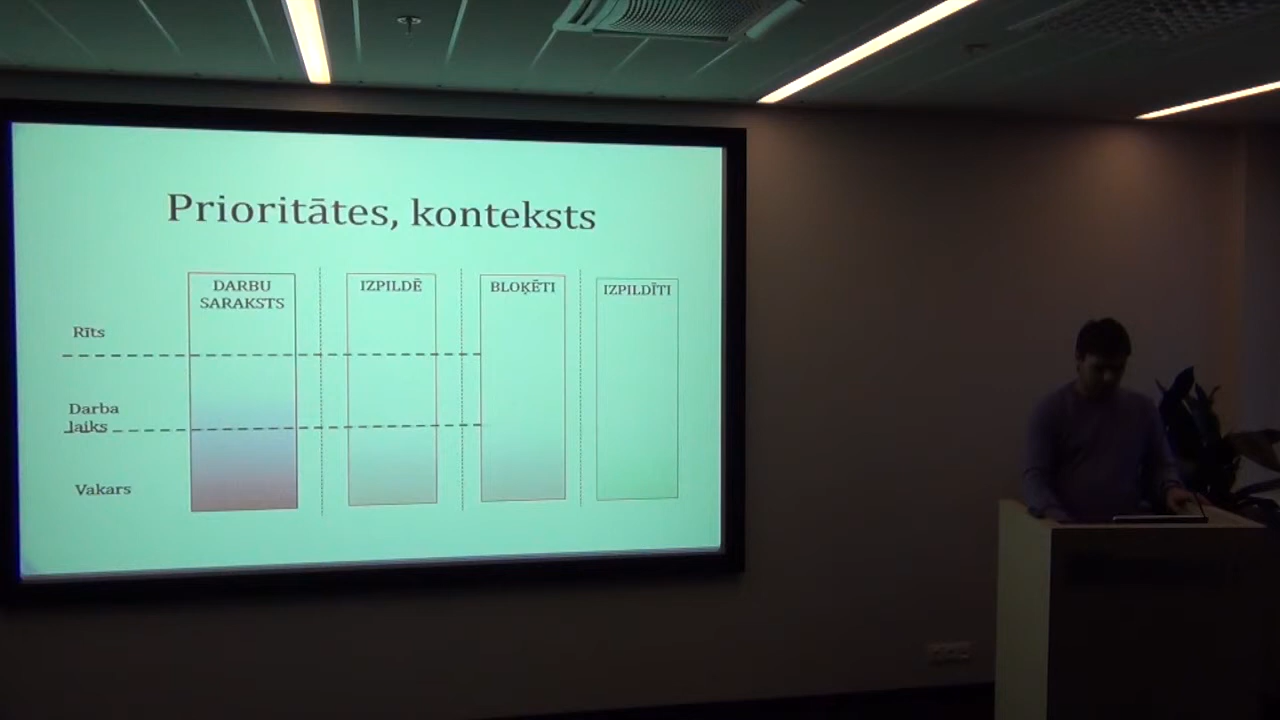 Prioritātes, konteksts
DARBU
SARAKSTS
IZPILDĒ
BLOĶĒTI
IZPILDĪTI
Rīts
Darba
laiks
Vakars